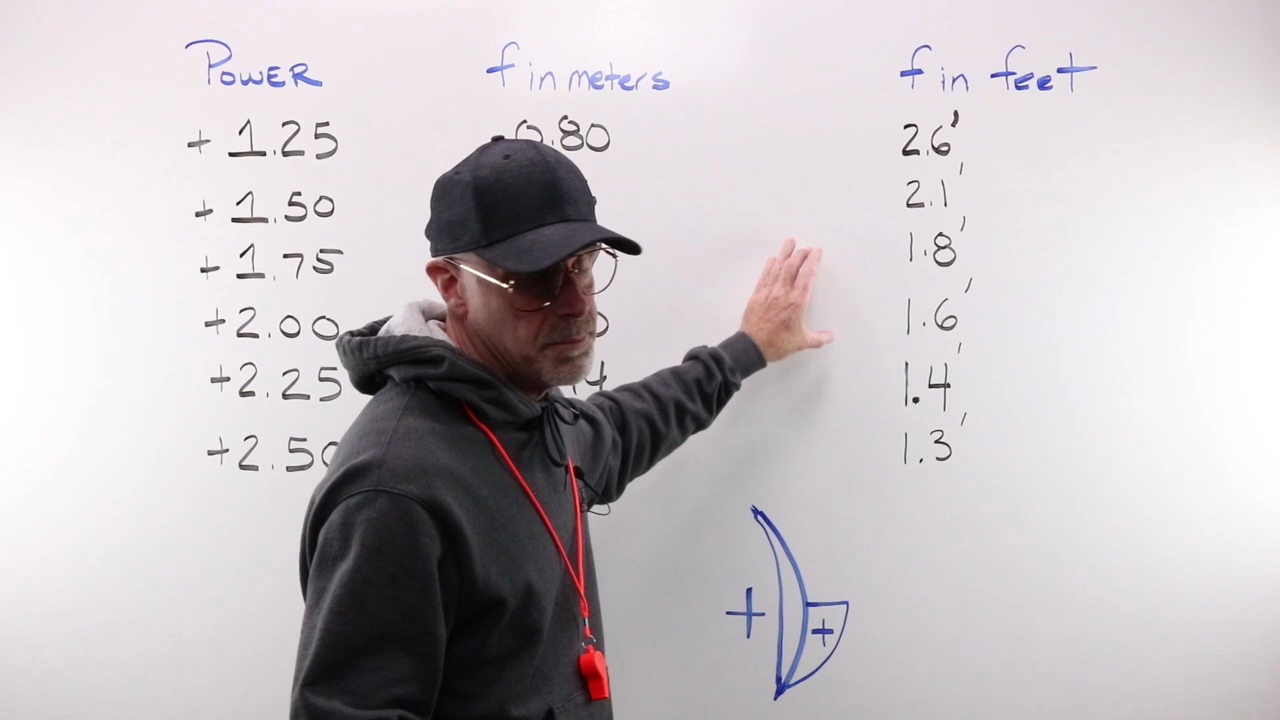 Power f in meters f in feet
+ 1.25 0.80 2.6'
+ 1.50 2.1'
+ 1.75 1.8'
+2.00 1.6'
+2.25 4 1.4'
+2.50 1.3'
+ +